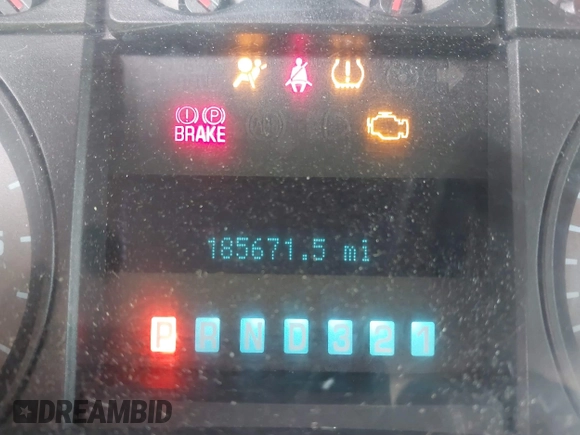 (!) (P)
BRAKE
185671.5 mi
P R N D 3 2 1
DREAMBID